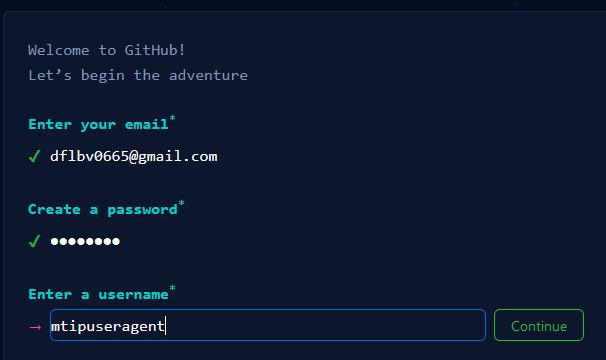 Welcome to GitHub!
Let’s begin the adventure
Enter your email*
✓ dflbv0665@gmail.com
Create a password*
✓ ●●●●●●●●
Enter a username*
→ mtipuseragent
Continue